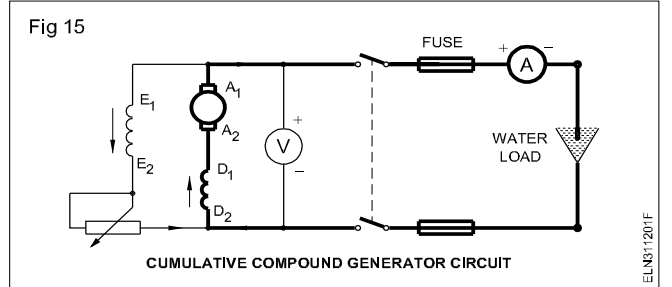 Fig 15
FUSE
+
−
A
E1
A1
A2
+
V
−
E2
D1
D2
WATER
LOAD
CUMULATIVE COMPOUND GENERATOR CIRCUIT
ELN311201F